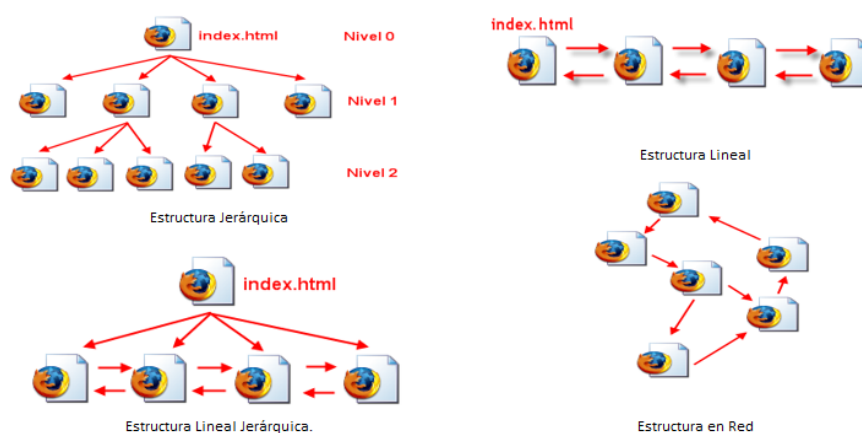 index.html
Nivel 0
Nivel 1
Nivel 2
Estructura Jerárquica
index.html
Estructura Lineal
index.html
Estructura Lineal Jerárquica.
Estructura en Red